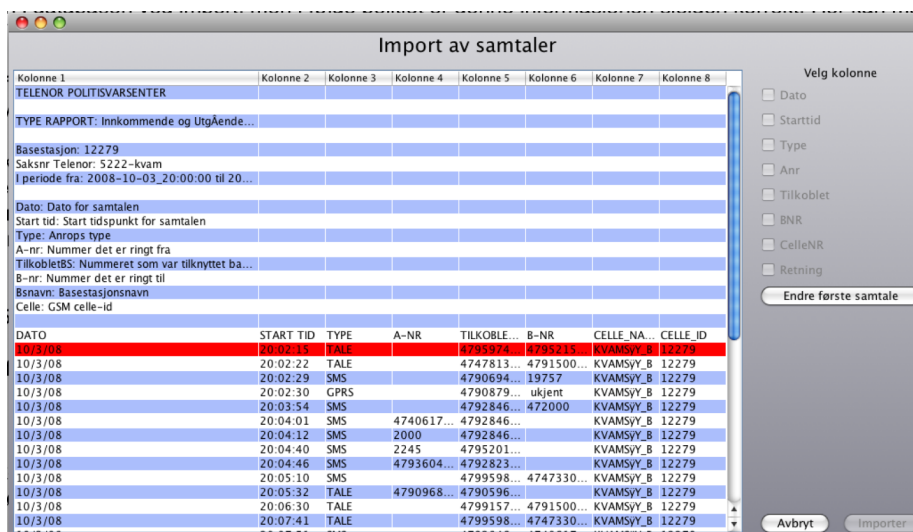 Import av samtaler
Kolonne 1 Kolonne 2 Kolonne 3 Kolonne 4 Kolonne 5 Kolonne 6 Kolonne 7 Kolonne 8
Velg kolonne
TELENOR POLITISVARSENTER
Dato
TYPE RAPPORT: Innkommende og UtgÅende...
Starttid
Type
Basestasjon: 12279
Saksnr Telenor: 5222-kvam
Anr
I periode fra: 2008-10-03_20:00:00 til 20...
Tilkoblet
Dato: Dato for samtalen
Start tid: Start tidspunkt for samtalen
BNR
Type: Anrops type
A-nr: Nummer det er ringt fra
CelleNR
TilkobletBS: Nummeret som var tilknyttet ba...
Retning
B-nr: Nummer det er ringt til
Bsnavn: Basestasjonsnavn
Endre første samtale
Celle: GSM celle-id
DATO START TID TYPE A-NR TILKOBLE... B-NR CELLE_NA... CELLE_ID
10/3/08 20:02:15 TALE 4795974... 4795215... KVAMSÿY_B 12279
10/3/08 20:02:22 TALE 4747813... 4791500... KVAMSÿY_B 12279
10/3/08 20:02:29 SMS 4790694... 19757 KVAMSÿY_B 12279
10/3/08 20:02:30 GPRS 4790879... ukjent KVAMSÿY_B 12279
10/3/08 20:03:54 SMS 4792846... 472000 KVAMSÿY_B 12279
10/3/08 20:04:01 SMS 4740617... 4792846... KVAMSÿY_B 12279
10/3/08 20:04:12 SMS 2000 4792846... KVAMSÿY_B 12279
10/3/08 20:04:40 SMS 2245 4795201... KVAMSÿY_B 12279
10/3/08 20:04:46 SMS 4793604... 4792823... KVAMSÿY_B 12279
10/3/08 20:05:10 SMS 4799598... 4747330... KVAMSÿY_B 12279
10/3/08 20:05:32 TALE 4790968... 4790596... KVAMSÿY_B 12279
10/3/08 20:06:30 TALE 4799157... 4791500... KVAMSÿY_B 12279
10/3/08 20:07:41 TALE 4799598... 4747330... KVAMSÿY_B 12279
Avbryt Importer